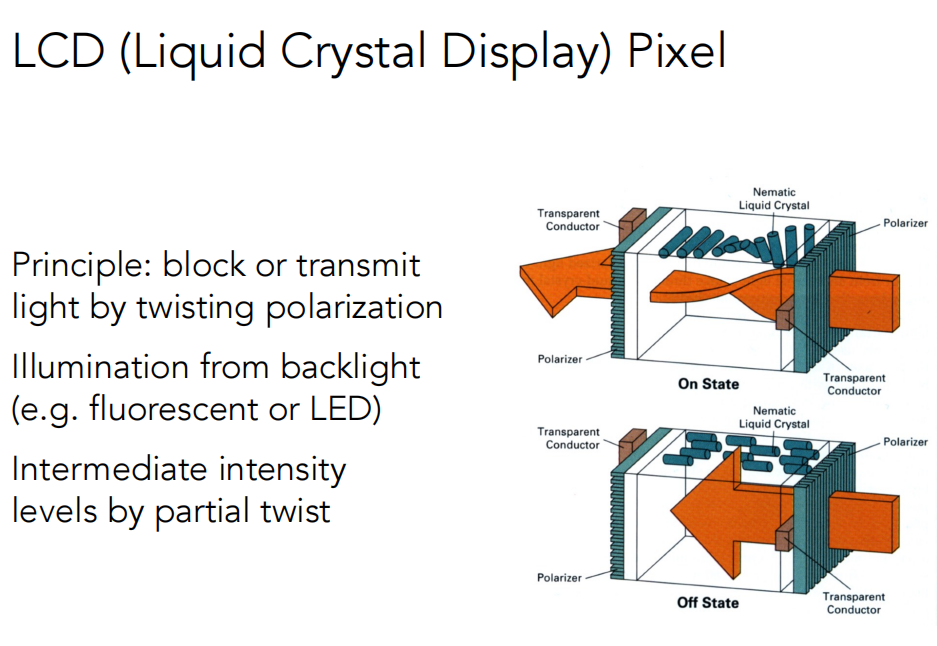 LCD (Liquid Crystal Display) Pixel
Principle: block or transmit
light by twisting polarization
Illumination from backlight
(e.g. fluorescent or LED)
Intermediate intensity
levels by partial twist
Nematic
Liquid Crystal
Transparent
Conductor
Polarizer
Polarizer
On State
Transparent
Conductor
Nematic
Liquid Crystal
Transparent
Conductor
Polarizer
Polarizer
Off State
Transparent
Conductor